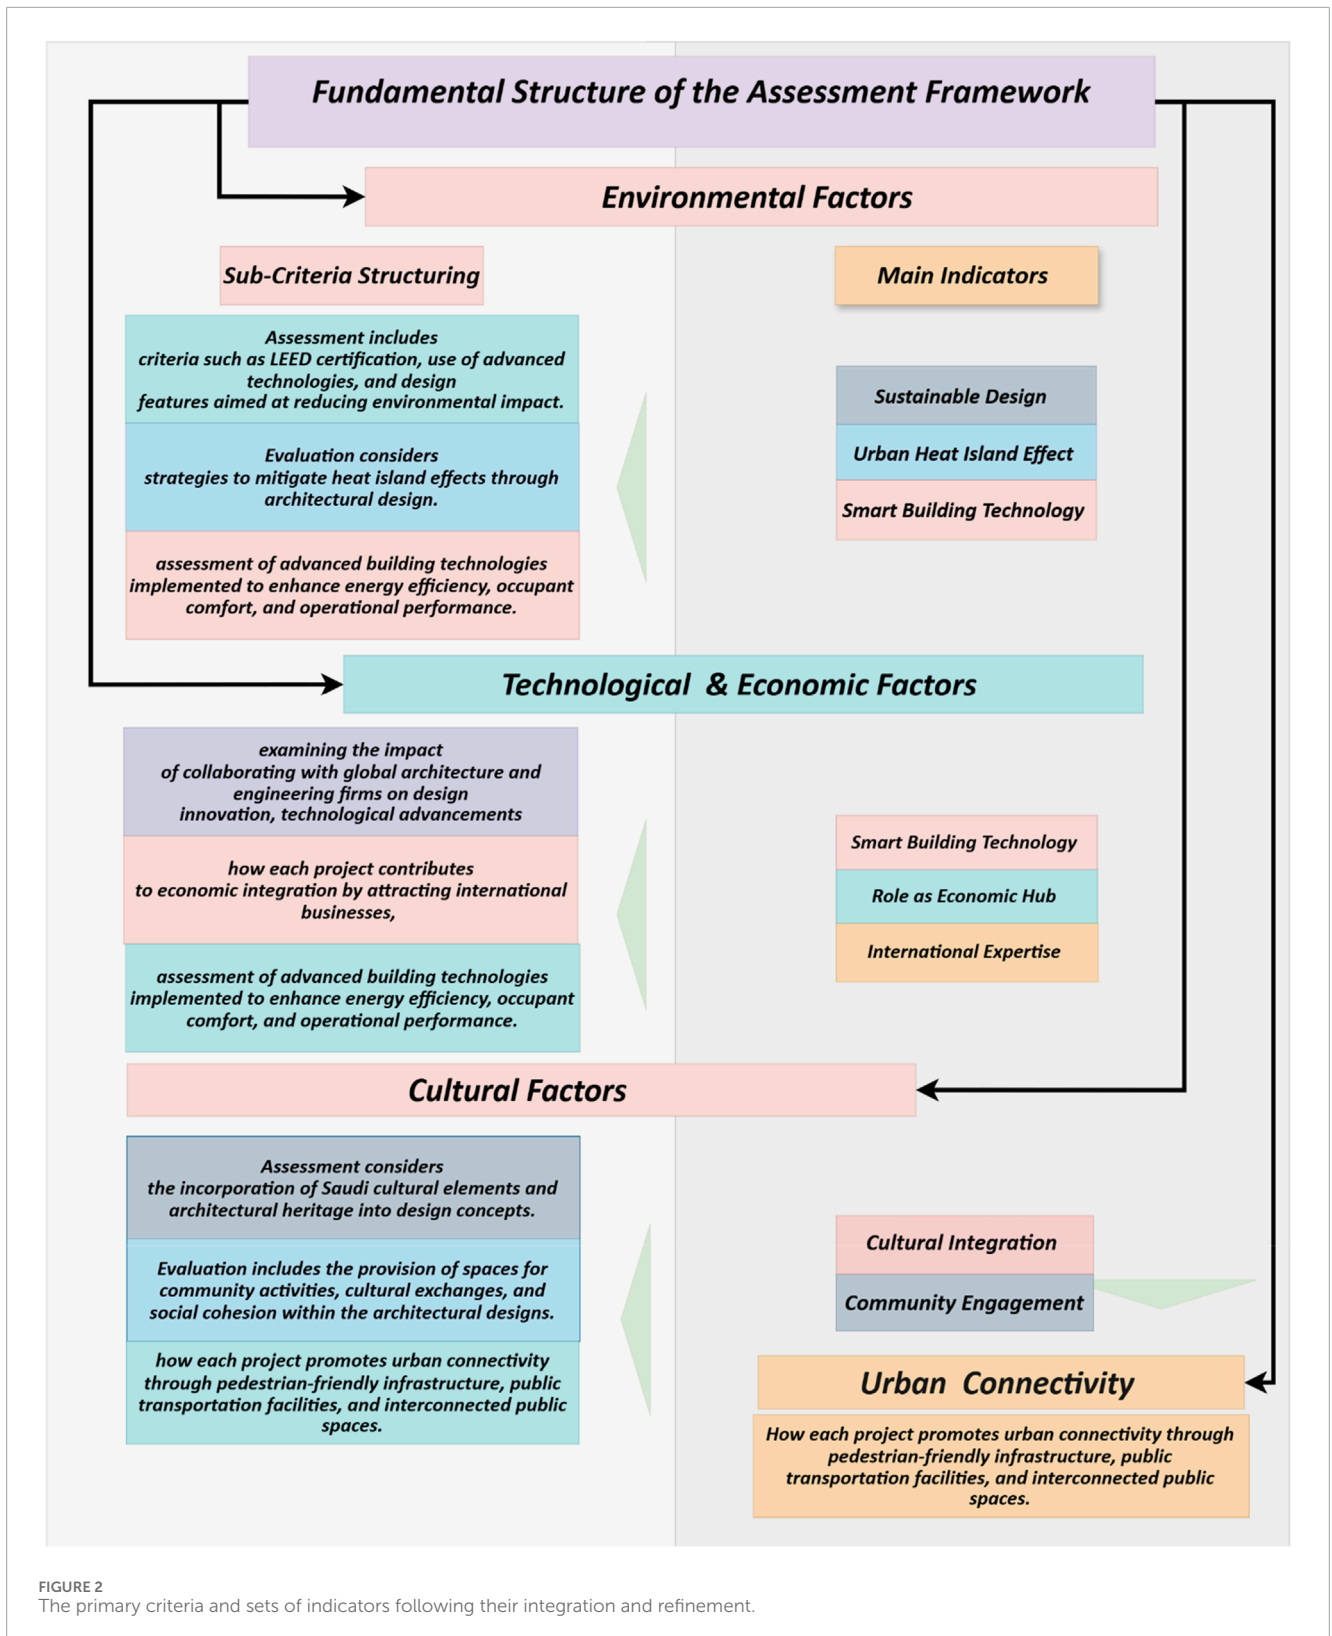 Fundamental Structure of the Assessment Framework
Environmental Factors
Sub-Criteria Structuring
Main Indicators
Assessment includes
criteria such as LEED certification, use of advanced
technologies, and design
features aimed at reducing environmental impact.
Evaluation considers
strategies to mitigate heat island effects through
architectural design.
assessment of advanced building technologies
implemented to enhance energy efficiency, occupant
comfort, and operational performance.
Sustainable Design
Urban Heat Island Effect
Smart Building Technology
Technological & Economic Factors
examining the impact
of collaborating with global architecture and
engineering firms on design
innovation, technological advancements
how each project contributes
to economic integration by attracting international
businesses,
assessment of advanced building technologies
implemented to enhance energy efficiency, occupant
comfort, and operational performance.
Smart Building Technology
Role as Economic Hub
International Expertise
Cultural Factors
Assessment considers
the incorporation of Saudi cultural elements and
architectural heritage into design concepts.
Evaluation includes the provision of spaces for
community activities, cultural exchanges, and
social cohesion within the architectural designs.
how each project promotes urban connectivity
through pedestrian-friendly infrastructure, public
transportation facilities, and interconnected public
spaces.
Cultural Integration
Community Engagement
Urban Connectivity
How each project promotes urban connectivity through
pedestrian-friendly infrastructure, public
transportation facilities, and interconnected public
spaces.
FIGURE 2
The primary criteria and sets of indicators following their integration and refinement.